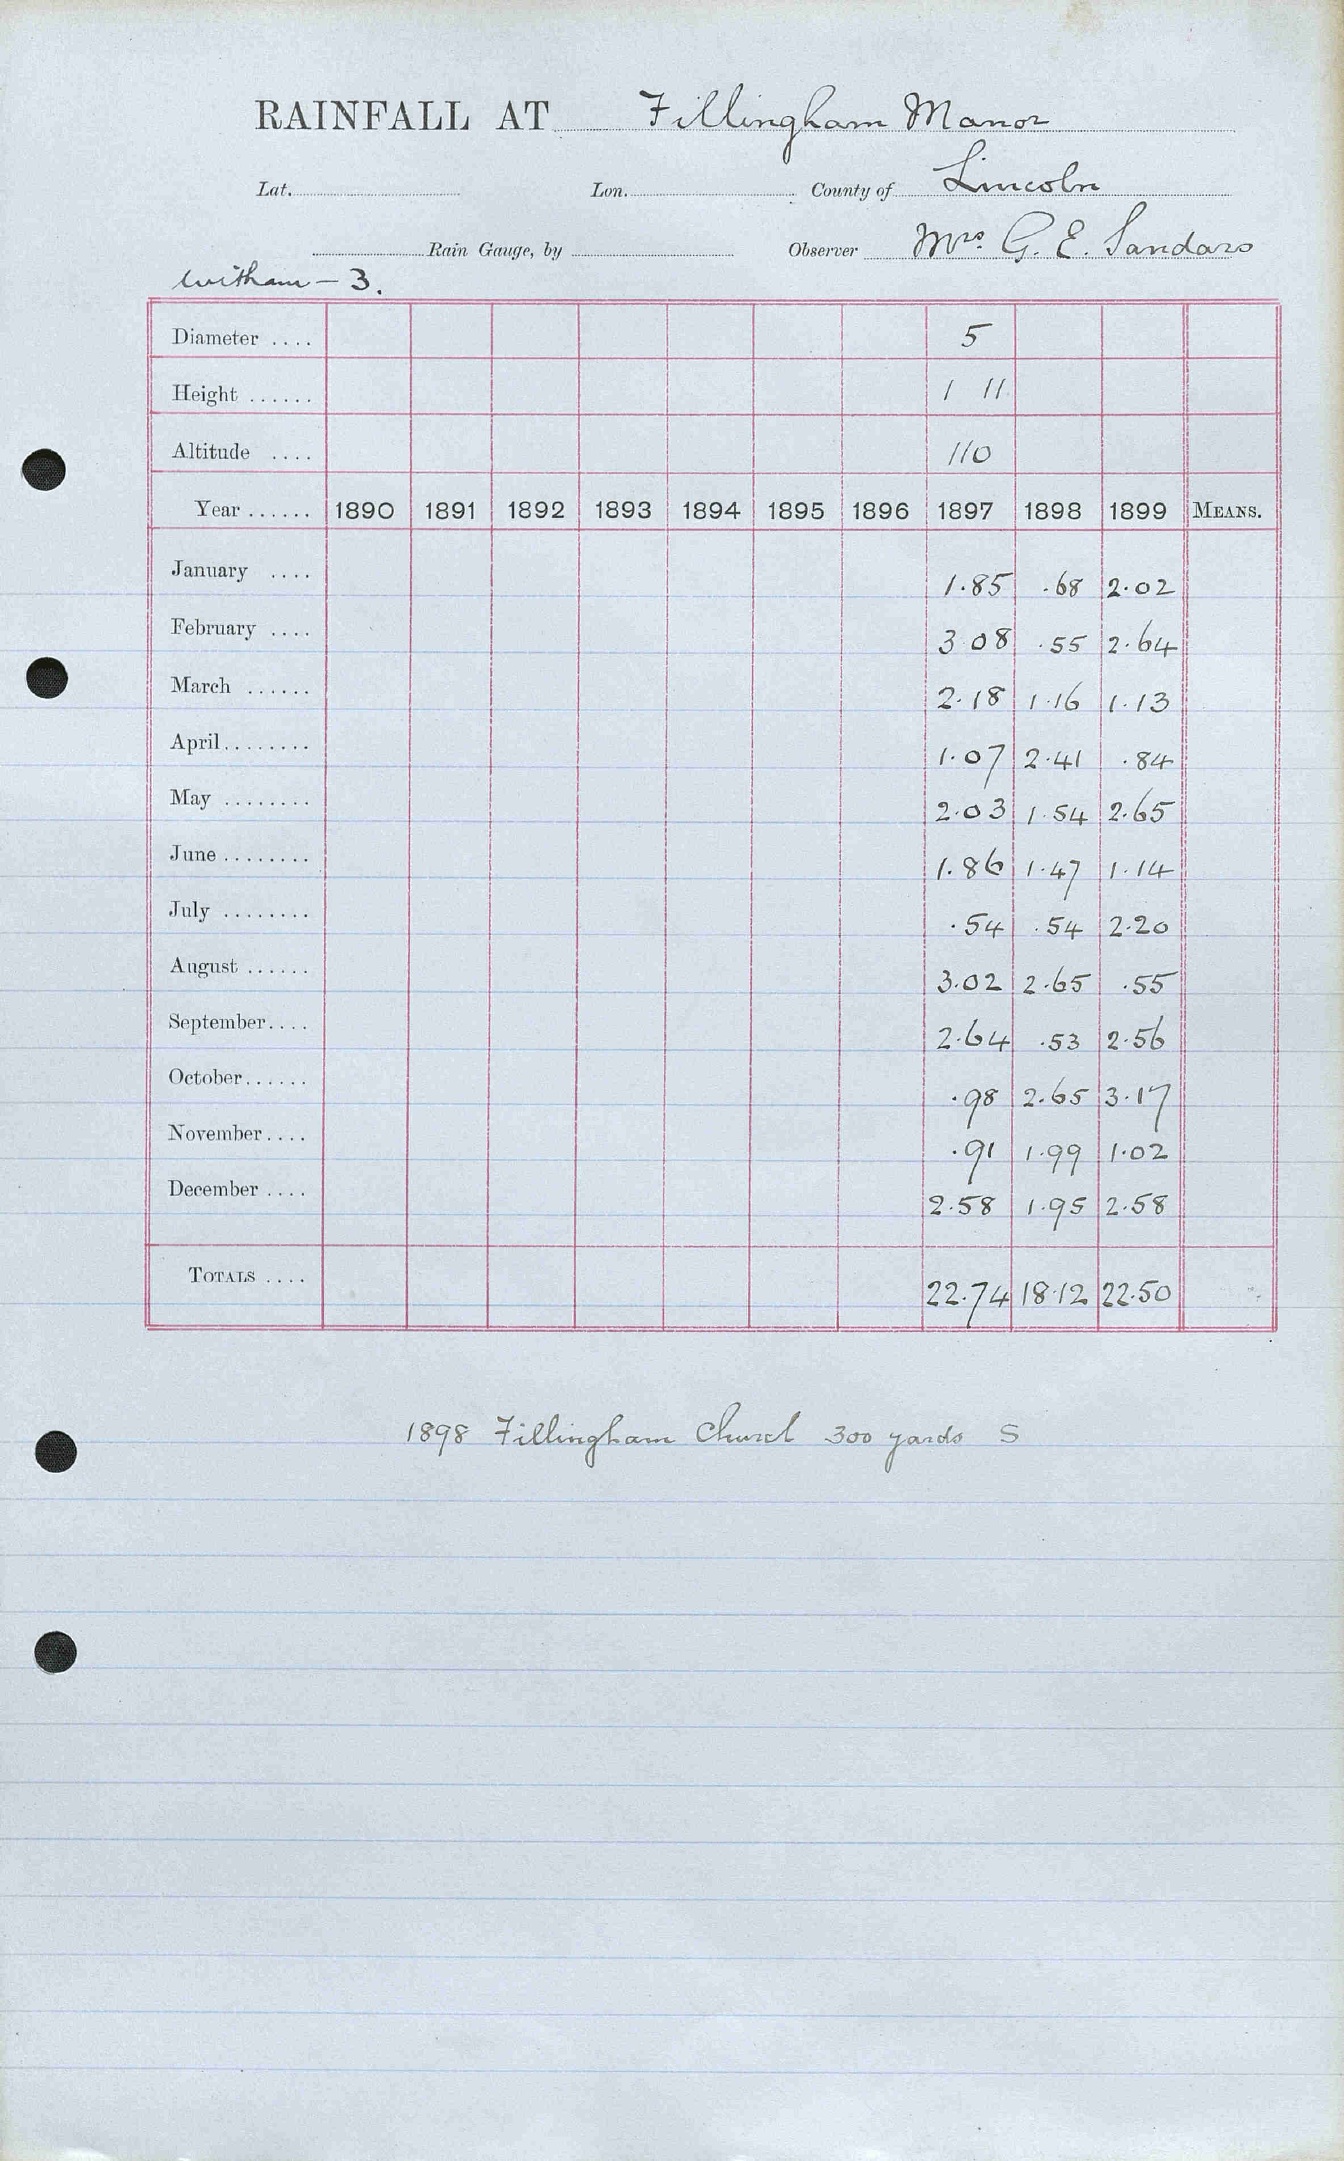 RAINFALL AT Fillingham Manor
Lat. Lon. County of Lincoln
Rain Gauge, by Observer Mrs. G. E. Sandars
Witham - 3.
Diameter .... 5
Height ...... 1 11
Altitude .... 110
Year ...... 1890 1891 1892 1893 1894 1895 1896 1897 1898 1899 MEANS.
January .... 1.85 .68 2.02
February .... 3 08 .55 2.64
March ...... 2.18 1.16 1.13
April........ 1.07 2.41 .84
May ........ 2.03 1.54 2.65
June ........ 1.86 1.47 1.14
July ........ .54 .54 2.20
August ...... 3.02 2.65 .55
September.... 2.64 .53 2.56
October...... .98 2.65 3.17
November.... .91 1.99 1.02
December .... 2.58 1.95 2.58
TOTALS .... 22.74 18.12 22.50
1898 Fillingham Church 300 yards S